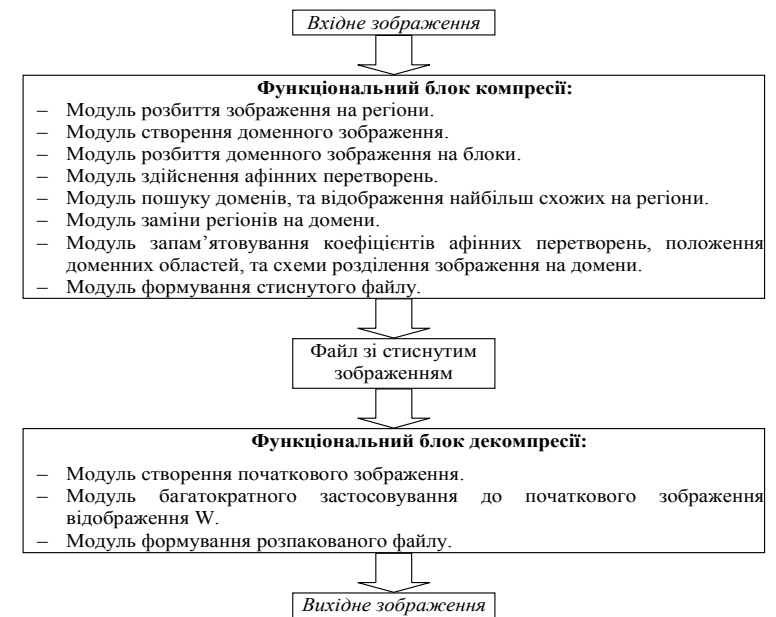 Вхідне зображення
Функціональний блок компресії:
– Модуль розбиття зображення на регіони.
– Модуль створення доменного зображення.
– Модуль розбиття доменного зображення на блоки.
– Модуль здійснення афінних перетворень.
– Модуль пошуку доменів, та відображення найбільш схожих на регіони.
– Модуль заміни регіонів на домени.
– Модуль запам’ятовування коефіцієнтів афінних перетворень, положення
доменних областей, та схеми розділення зображення на домени.
– Модуль формування стиснутого файлу.
Файл зі стиснутим
зображенням
Функціональний блок декомпресії:
– Модуль створення початкового зображення.
– Модуль багатократного застосовування до початкового зображення
відображення W.
– Модуль формування розпакованого файлу.
Вихідне зображення